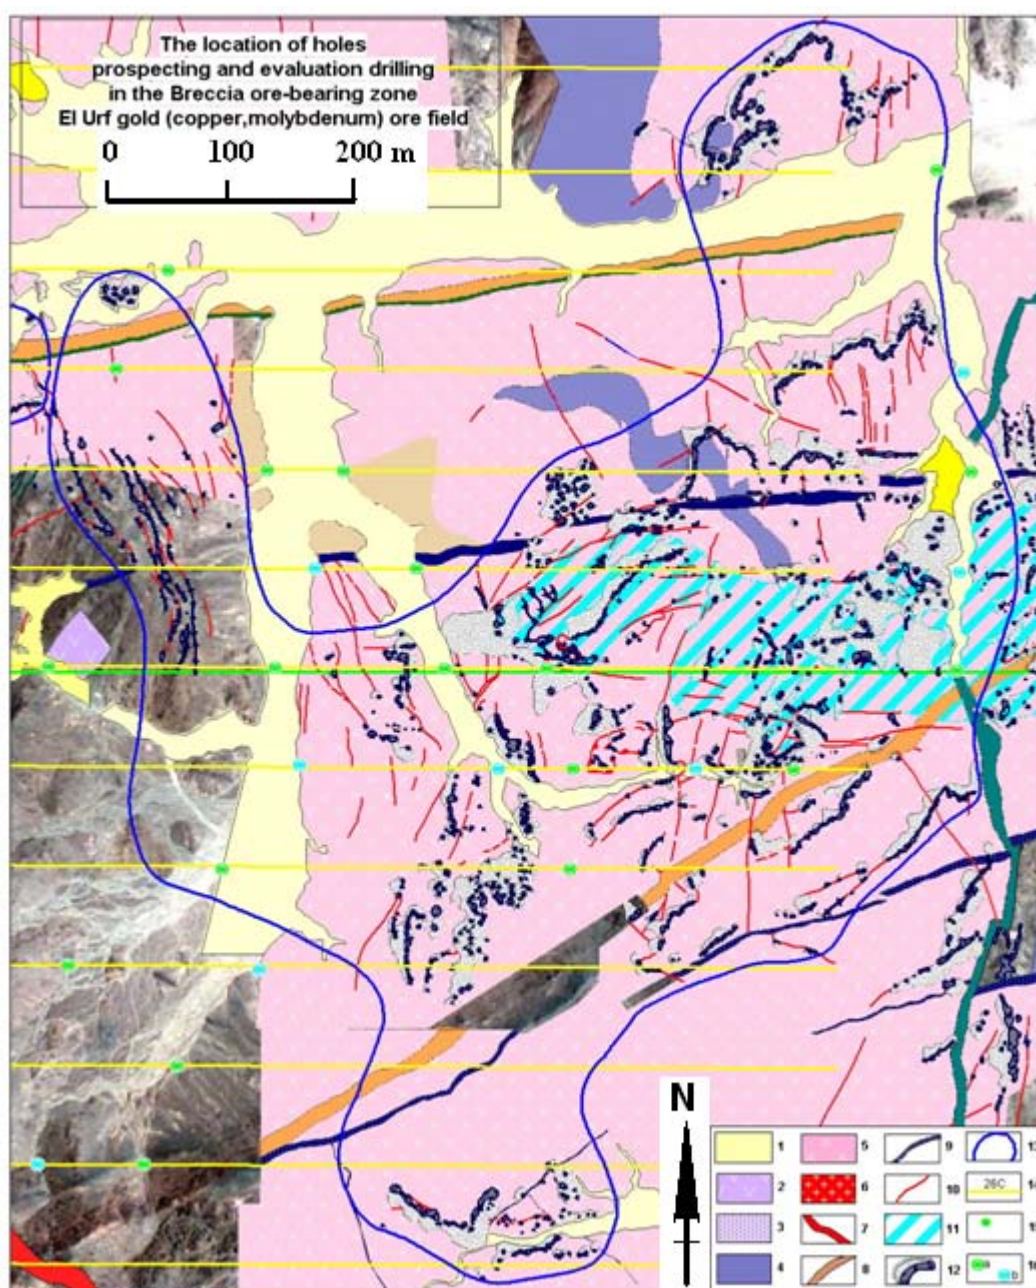 The location of holes
prospecting and evaluation drilling
in the Breccia ore-bearing zone
El Urf gold (copper,molybdenum) ore field
0 100 200 m
N
1 5 9
2 6 10 26C
3 7 11
4 8 12 a b